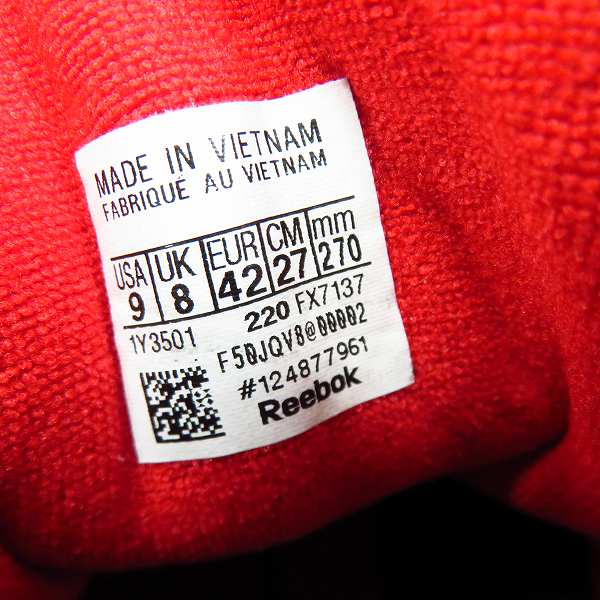 MADE IN VIETNAM
FABRIQUÉ AU VIETNAM
USA UK EUR CM mm
9 8 42 27 270
1Y3501 220 FX7137
F50JQV8@00002
#124877961
Reebok